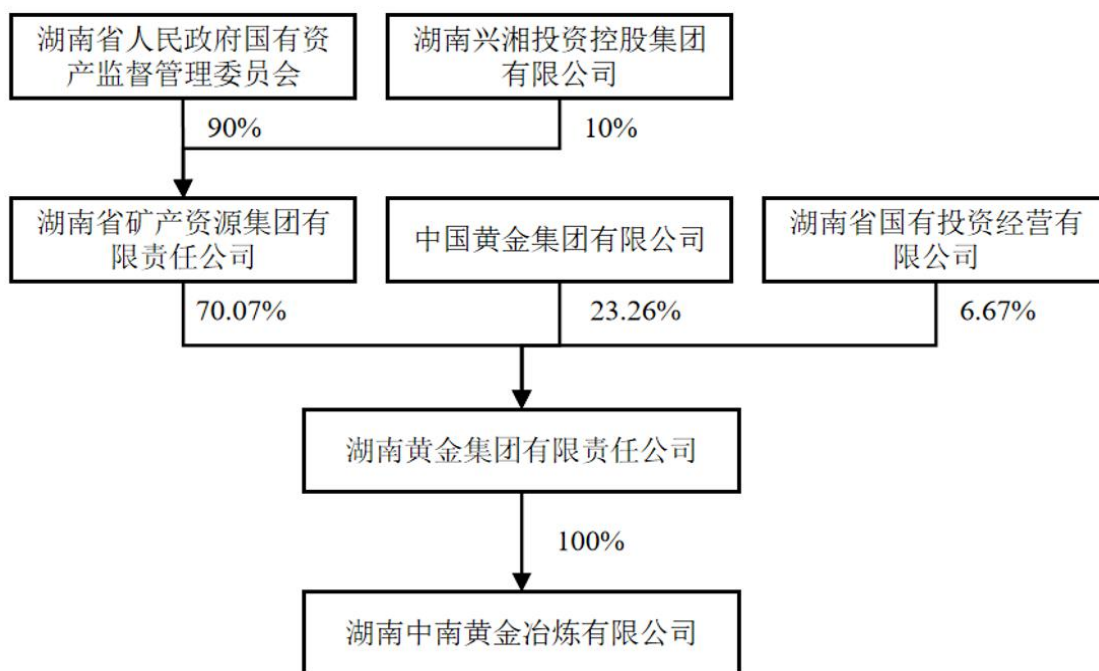 湖南省人民政府国有资
产监督管理委员会
湖南兴湘投资控股集团
有限公司
90%
10%
湖南省矿产资源集团有
限责任公司
中国黄金集团有限公司
湖南省国有投资经营有
限公司
70.07%
23.26%
6.67%
湖南黄金集团有限责任公司
100%
湖南中南黄金冶炼有限公司